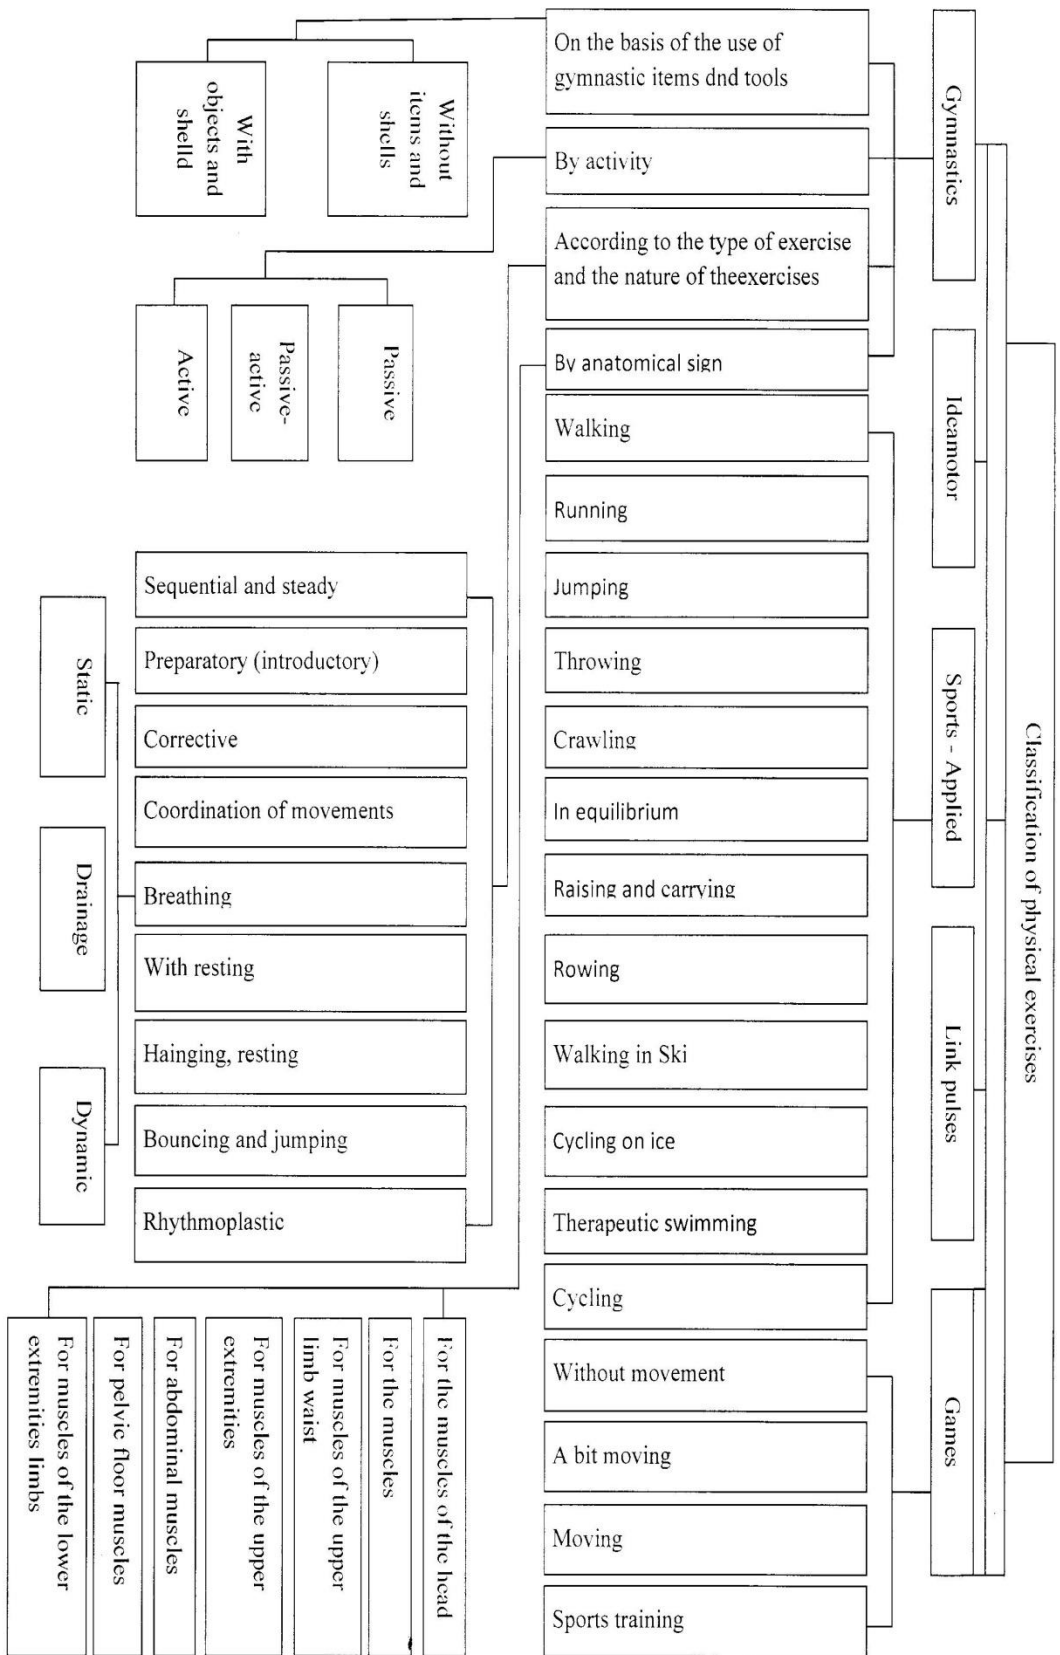 Classification of physical exercises
Gymnastics
Ideamotor
Sports - Applied
Link pulses
Games
On the basis of the use of
gymnastic items dnd tools
By activity
According to the type of exercise
and the nature of theexercises
By anatomical sign
Walking
Running
Jumping
Throwing
Crawling
In equilibrium
Raising and carrying
Rowing
Walking in Ski
Cycling on ice
Therapeutic swimming
Cycling
Without movement
A bit moving
Moving
Sports training
Without
items and
shells
With
objects and
shelld
Passive
Passive-
active
Active
Sequential and steady
Preparatory (introductory)
Corrective
Coordination of movements
Breathing
With resting
Hainging, resting
Bouncing and jumping
Rhythmoplastic
Static
Drainage
Dynamic
For the muscles of the head
For the muscles
For muscles of the upper
limb waist
For muscles of the upper
extremities
For abdominal muscles
For pelvic floor muscles
For muscles of the lower
extremities limbs